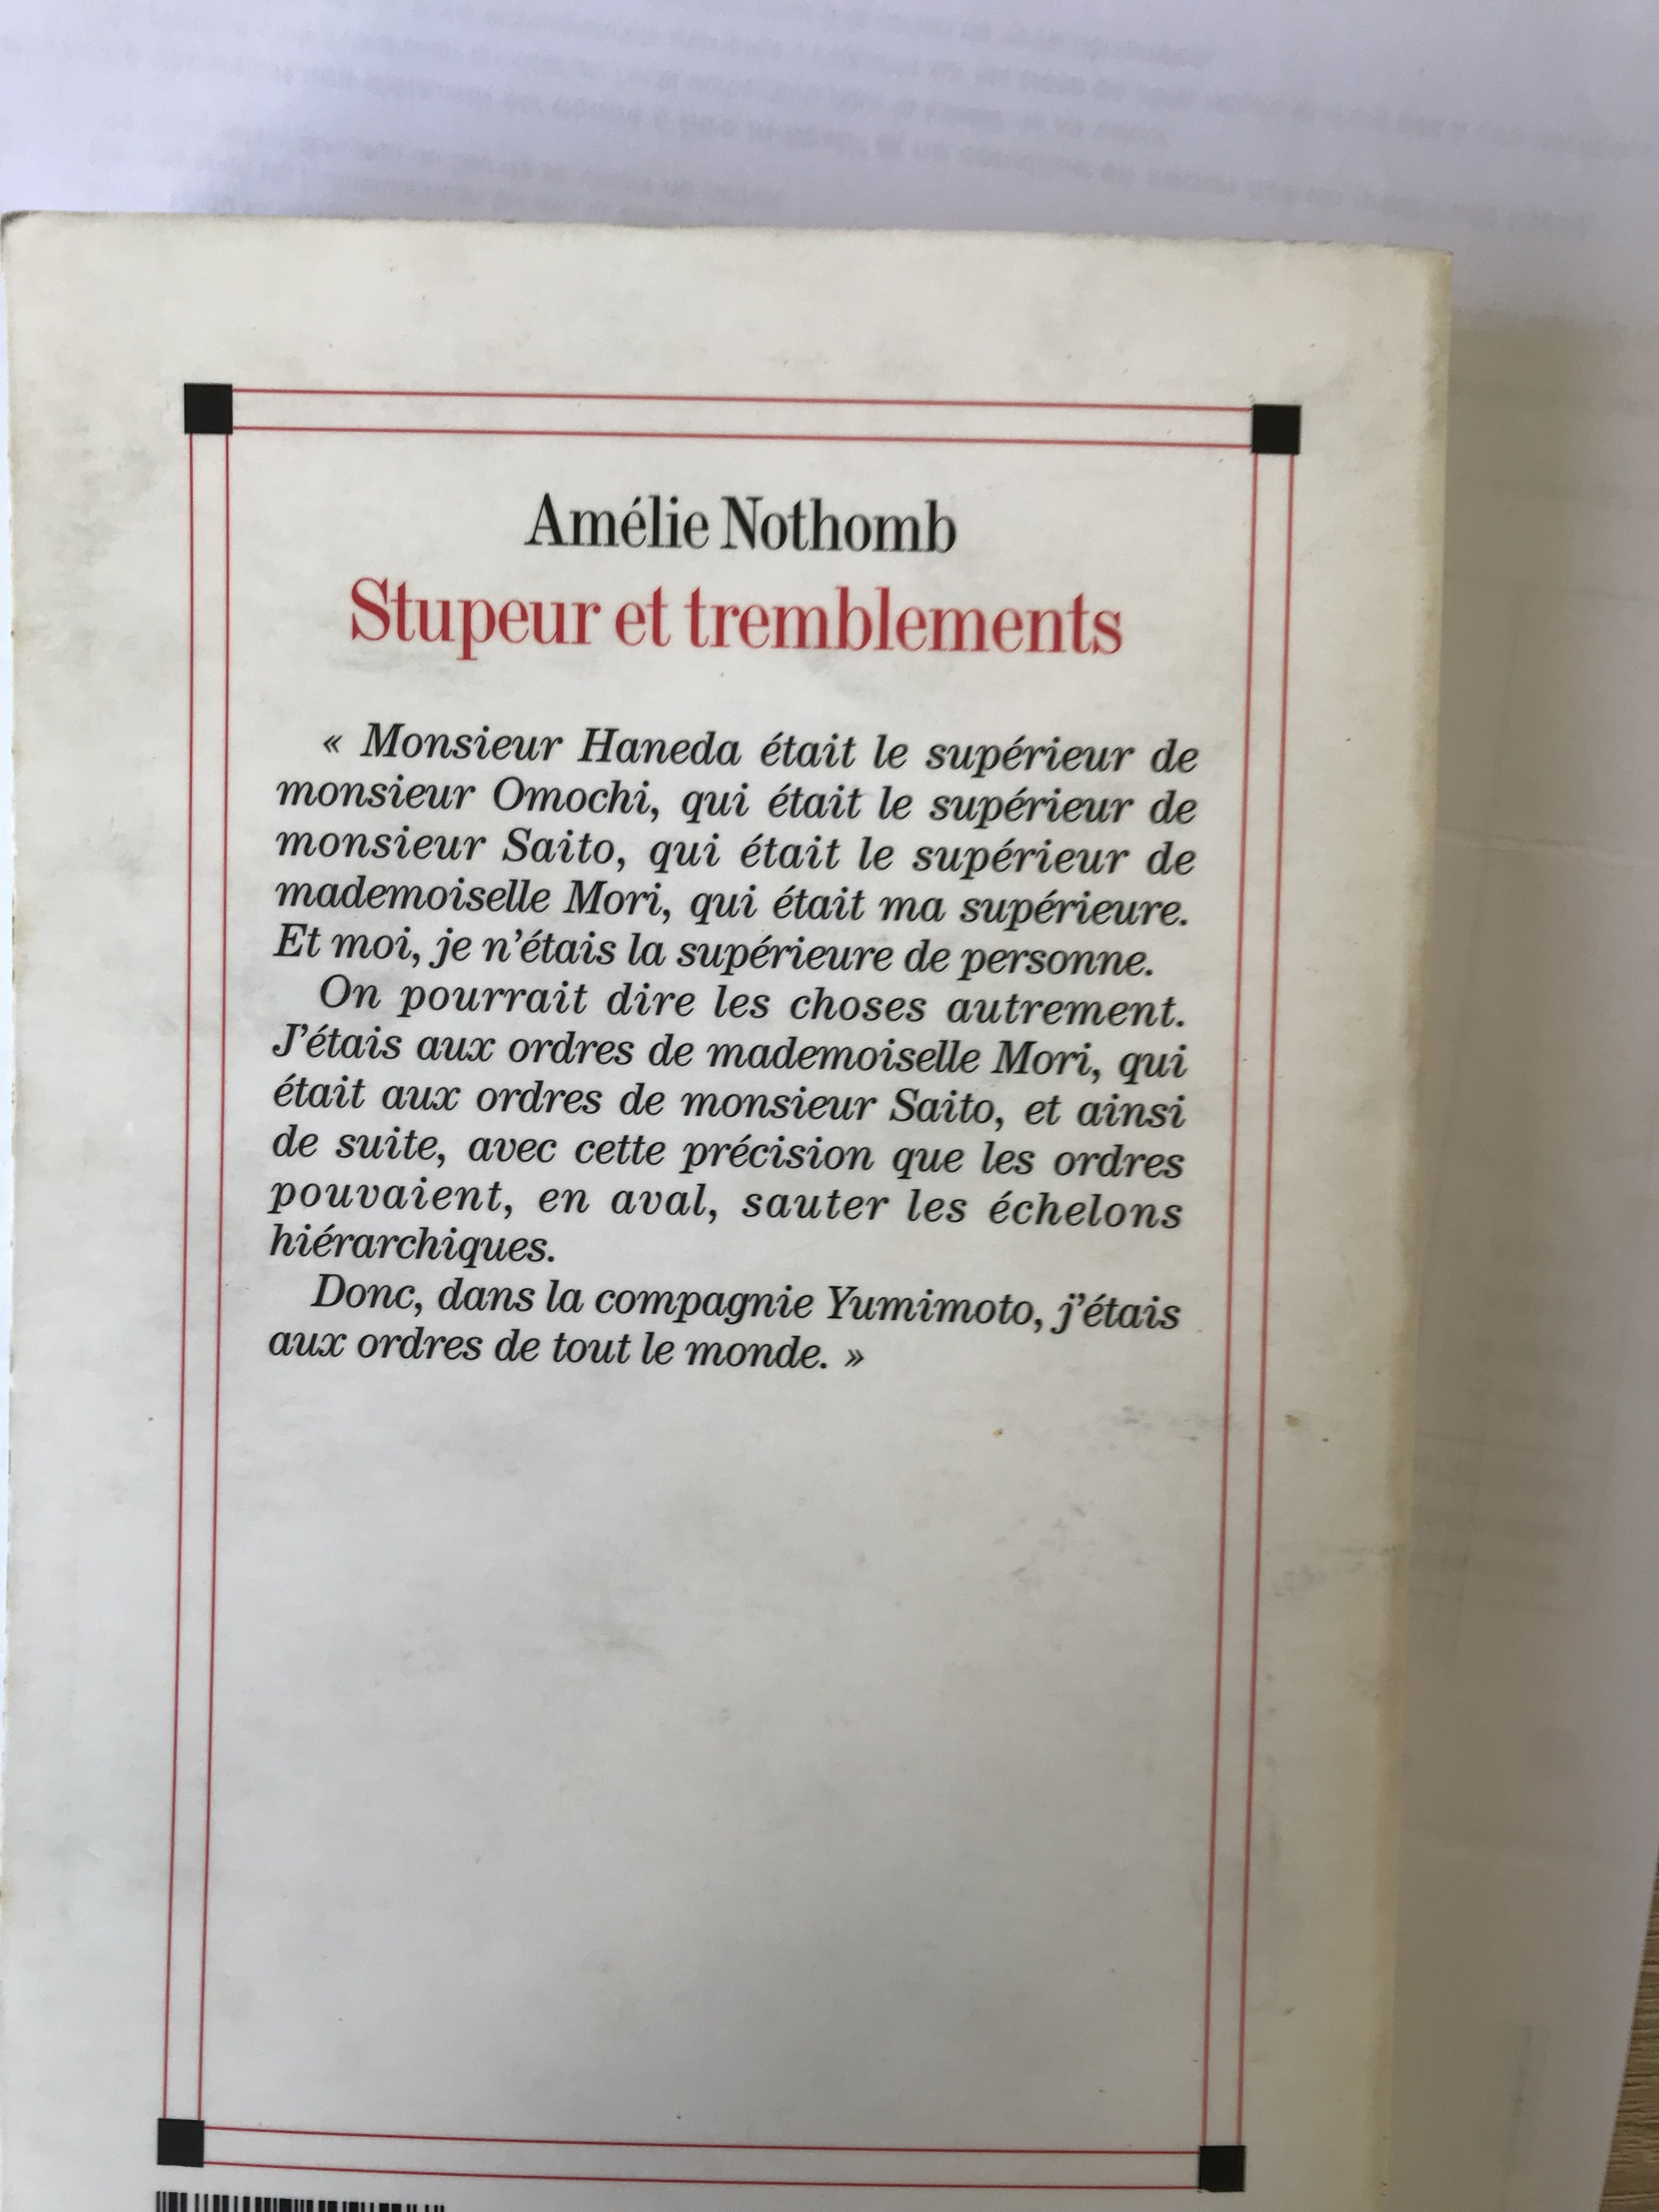 Amélie Nothomb
Stupeur et tremblements
« Monsieur Haneda était le supérieur de
monsieur Omochi, qui était le supérieur de
monsieur Saito, qui était le supérieur de
mademoiselle Mori, qui était ma supérieure.
Et moi, je n'étais la supérieure de personne.
On pourrait dire les choses autrement.
J'étais aux ordres de mademoiselle Mori, qui
était aux ordres de monsieur Saito, et ainsi
de suite, avec cette précision que les ordres
pouvaient, en aval, sauter les échelons
hiérarchiques.
Donc, dans la compagnie Yumimoto, j'étais
aux ordres de tout le monde. »